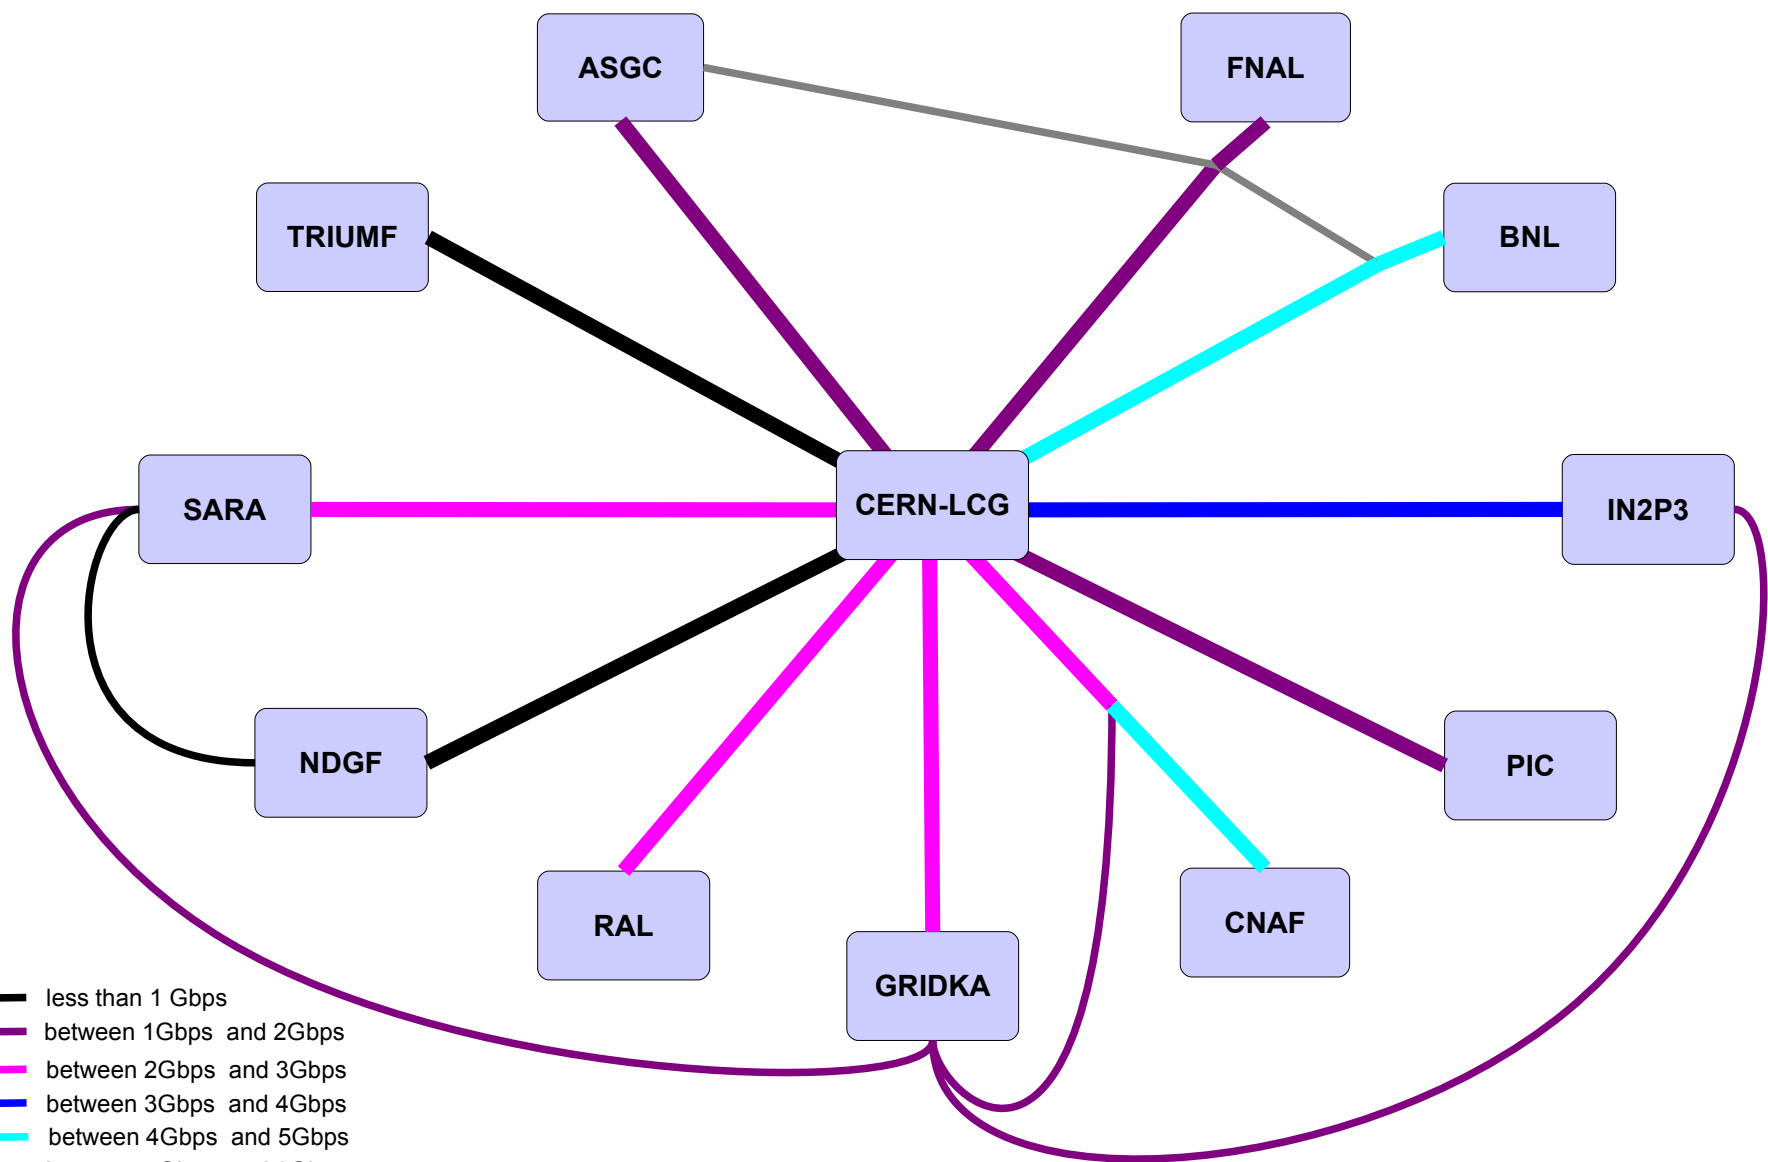 ASGC
FNAL
TRIUMF
BNL
SARA
CERN-LCG
IN2P3
NDGF
PIC
RAL
CNAF
GRIDKA
less than 1 Gbps
between 1Gbps and 2Gbps
between 2Gbps and 3Gbps
between 3Gbps and 4Gbps
between 4Gbps and 5Gbps